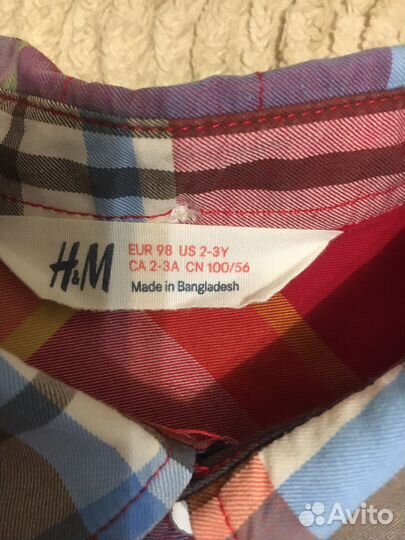 H&M
EUR 98 US 2-3Y
CA 2-3A CN 100/56
Made in Bangladesh
Avito